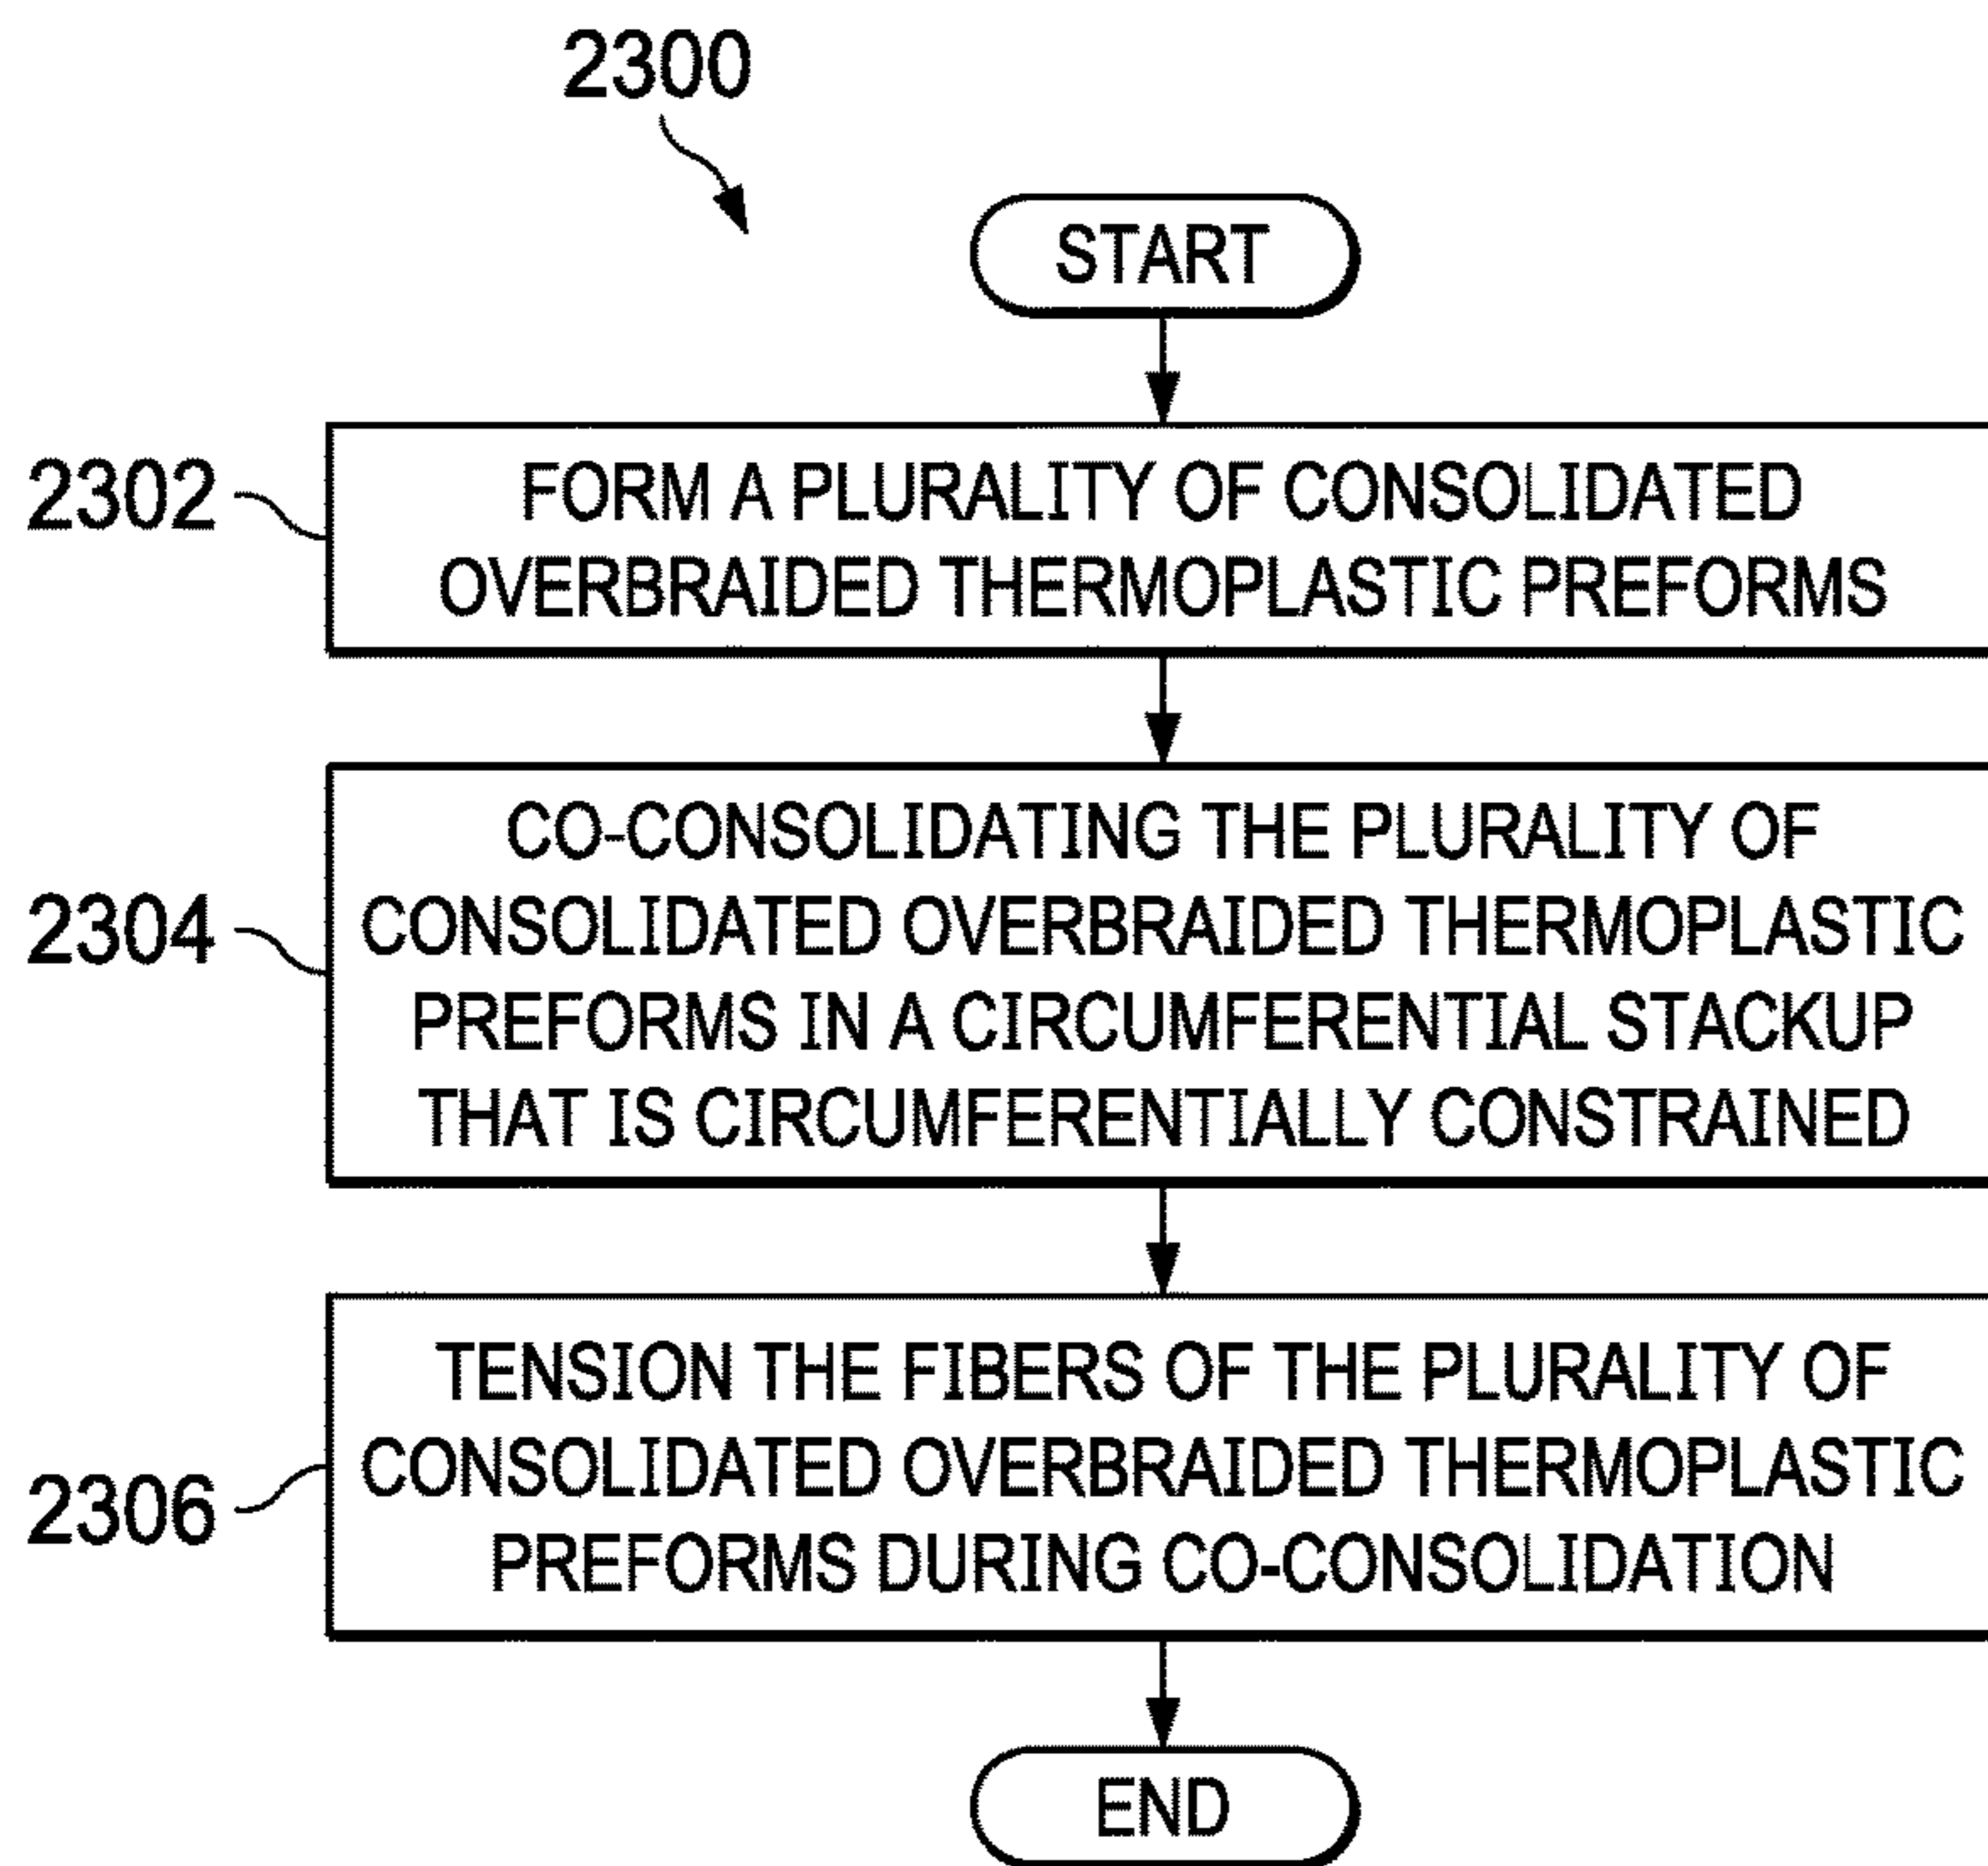 2300
START
2302
FORM A PLURALITY OF CONSOLIDATED
OVERBRAIDED THERMOPLASTIC PREFORMS
2304
CO-CONSOLIDATING THE PLURALITY OF
CONSOLIDATED OVERBRAIDED THERMOPLASTIC
PREFORMS IN A CIRCUMFERENTIAL STACKUP
THAT IS CIRCUMFERENTIALLY CONSTRAINED
2306
TENSION THE FIBERS OF THE PLURALITY OF
CONSOLIDATED OVERBRAIDED THERMOPLASTIC
PREFORMS DURING CO-CONSOLIDATION
END